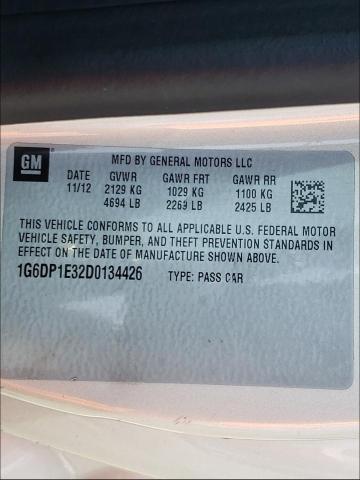 GM
MFD BY GENERAL MOTORS LLC
DATE GVWR GAWR FRT GAWR RR
11/12 2129 KG 1029 KG 1100 KG
4694 LB 2269 LB 2425 LB
THIS VEHICLE CONFORMS TO ALL APPLICABLE U.S. FEDERAL MOTOR
VEHICLE SAFETY, BUMPER, AND THEFT PREVENTION STANDARDS IN
EFFECT ON THE DATE OF MANUFACTURE SHOWN ABOVE.
1G6DP1E32D0134426 TYPE: PASS CAR